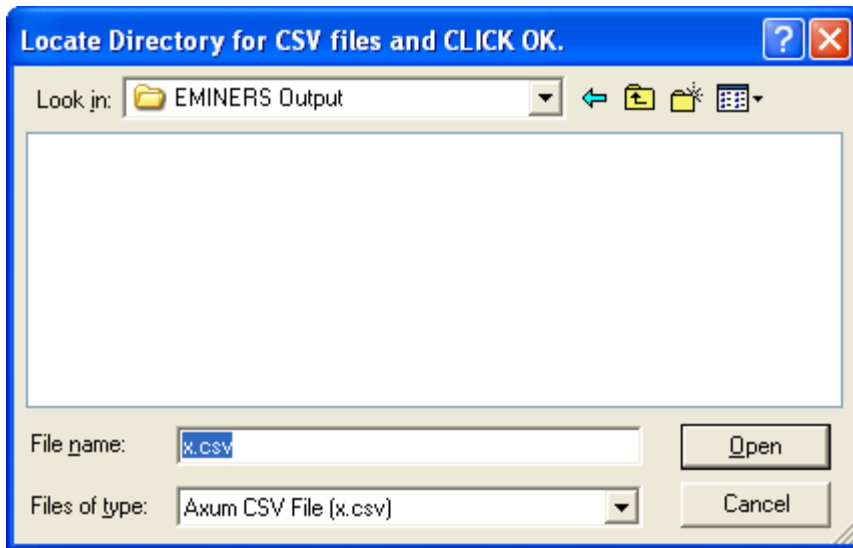 Locate Directory for CSV files and CLICK OK.
Look in: EMINERS Output
File name: x.csv Open
Files of type: Axum CSV File (x.csv) Cancel